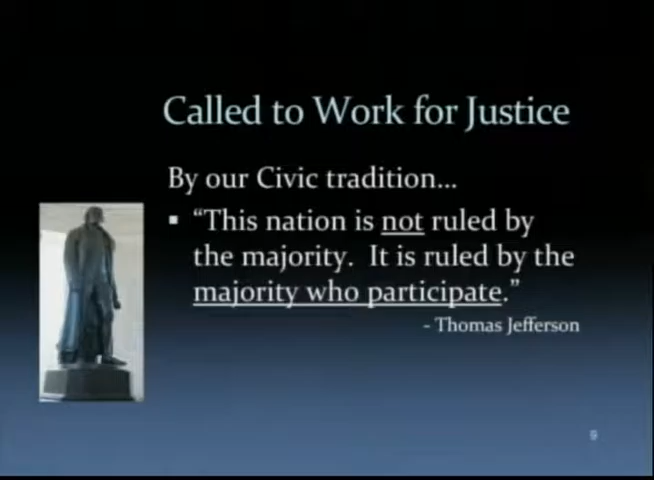 Called to Work for Justice
By our Civic tradition...
▪ “This nation is not ruled by
the majority.  It is ruled by the
majority who participate.”
- Thomas Jefferson
9